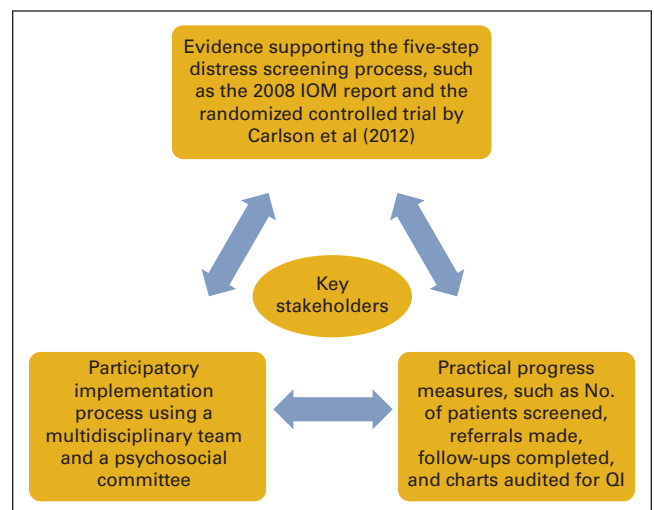 Evidence supporting the five-step
distress screening process, such
as the 2008 IOM report and the
randomized controlled trial by
Carlson et al (2012)
Key
stakeholders
Participatory
implementation
process using a
multidisciplinary team
and a psychosocial
committee
Practical progress
measures, such as No.
of patients screened,
referrals made,
follow-ups completed,
and charts audited for QI